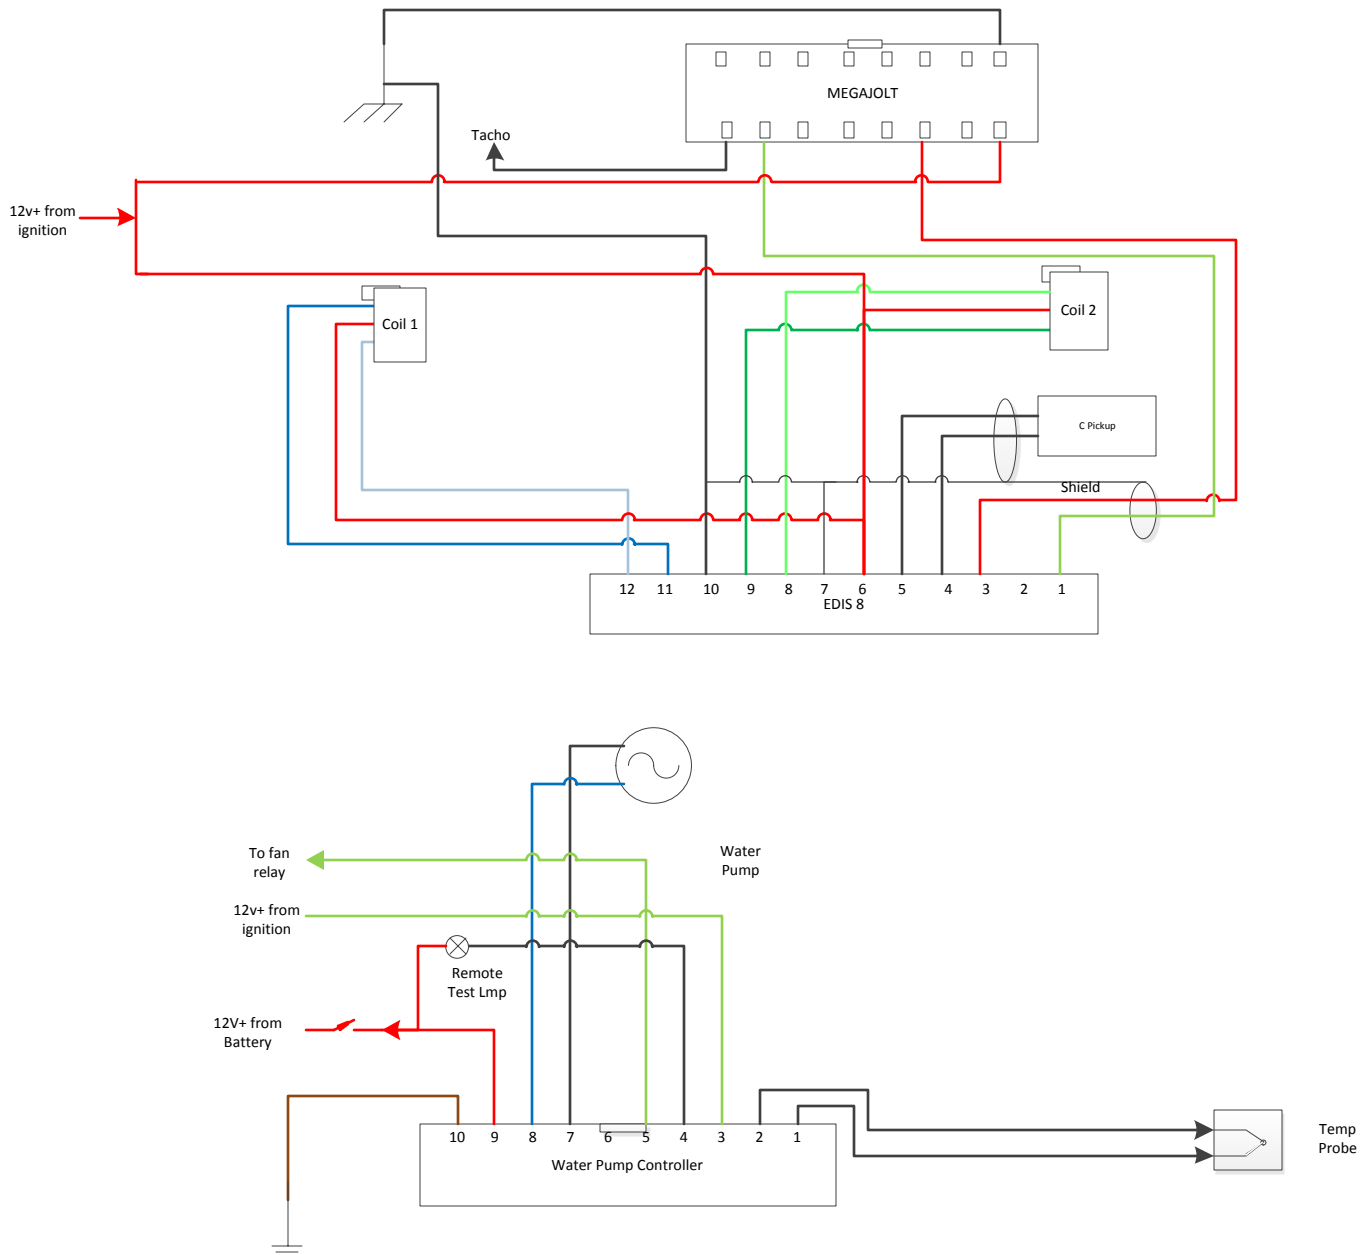 MEGAJOLT
Tacho
12v+ from
ignition
Coil 1
Coil 2
C Pickup
Shield
12 11 10 9 8 7 6 5 4 3 2 1
EDIS 8
To fan
relay
Water
Pump
12v+ from
ignition
Remote
Test Lmp
12V+ from
Battery
10 9 8 7 6 5 4 3 2 1
Water Pump Controller
Temp
Probe